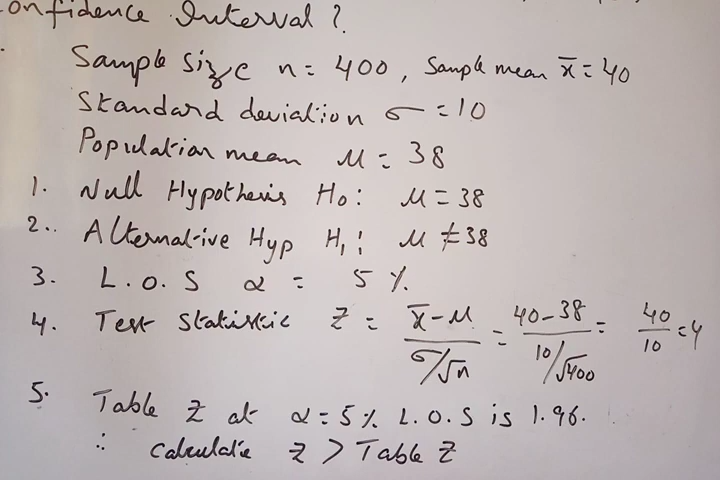 onfidence Interval ?
Sample size n = 400 , Sample mean x̄ = 40
Standard deviation σ = 10
Population mean μ = 38
1. Null Hypothesis H₀ : μ = 38
2.. Alternative Hyp H₁ : μ ≠ 38
3. L.O.S α = 5 %
4. Test Statistic Z = (x̄ - μ)/(σ/√n) = (40 - 38)/(10/√400) = 40/10 = 4
5. Table Z at α = 5% L.O.S is 1.96.
∴ calculate Z > Table Z